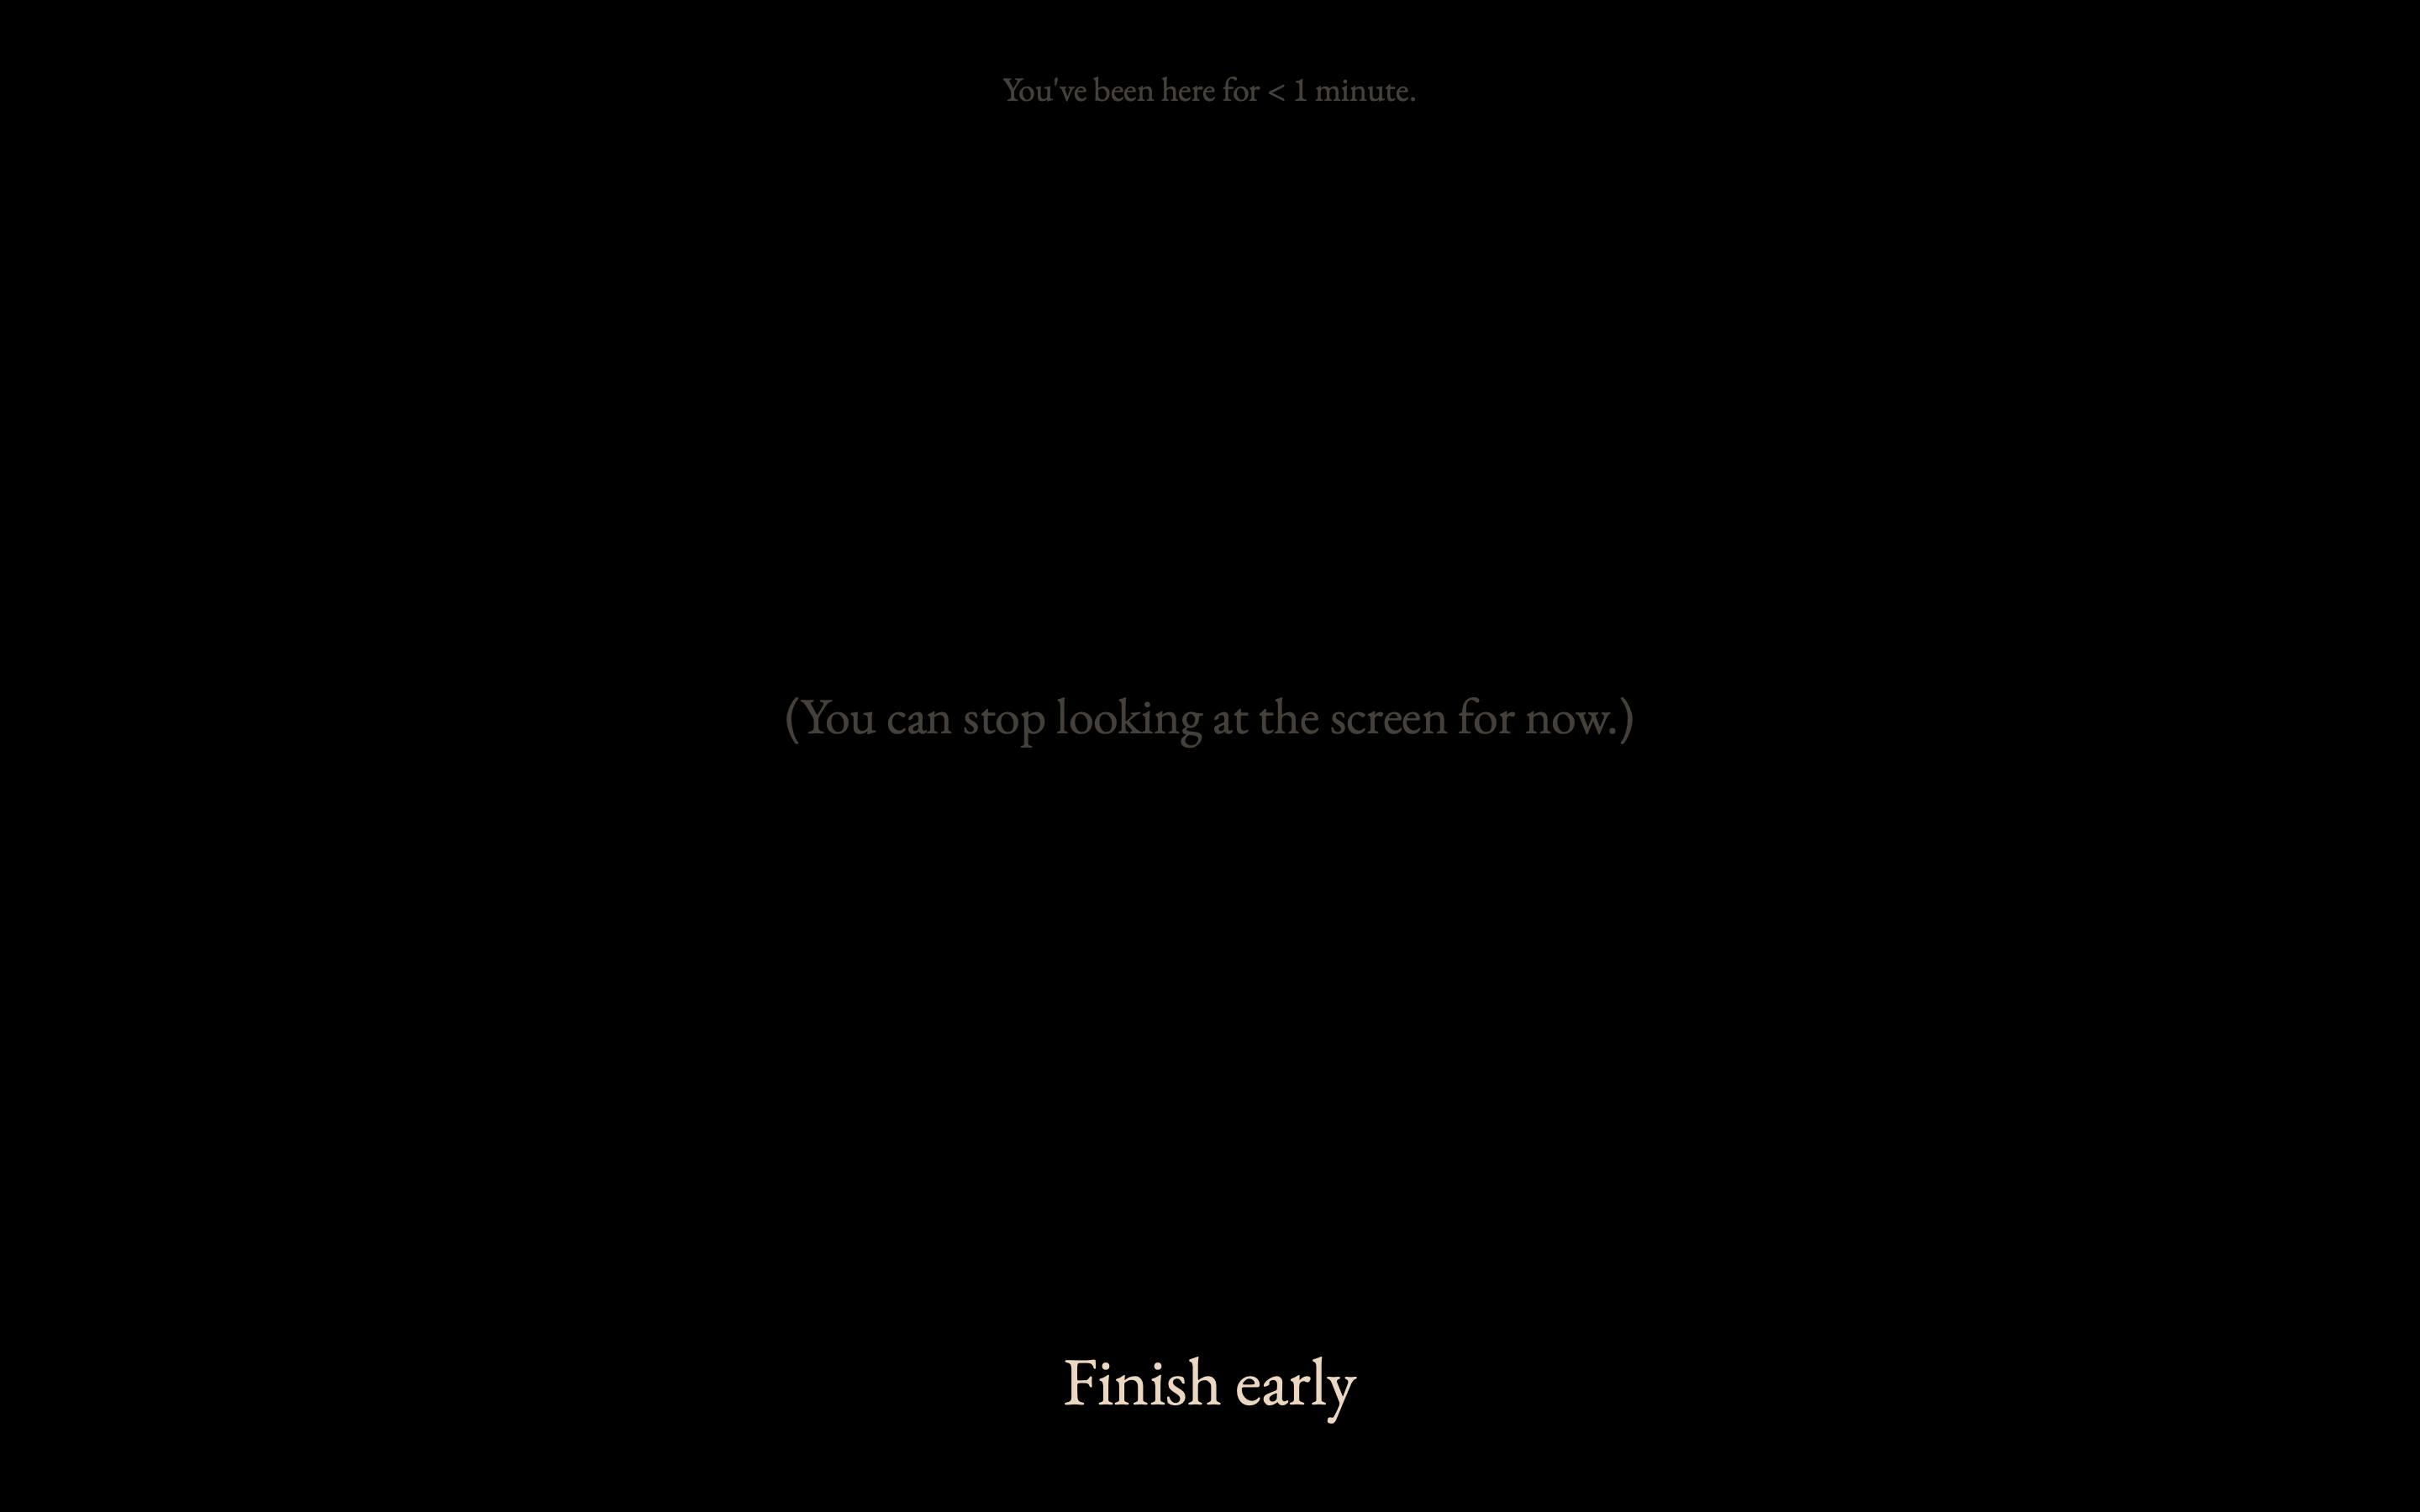 You've been here for < 1 minute.
(You can stop looking at the screen for now.)
Finish early